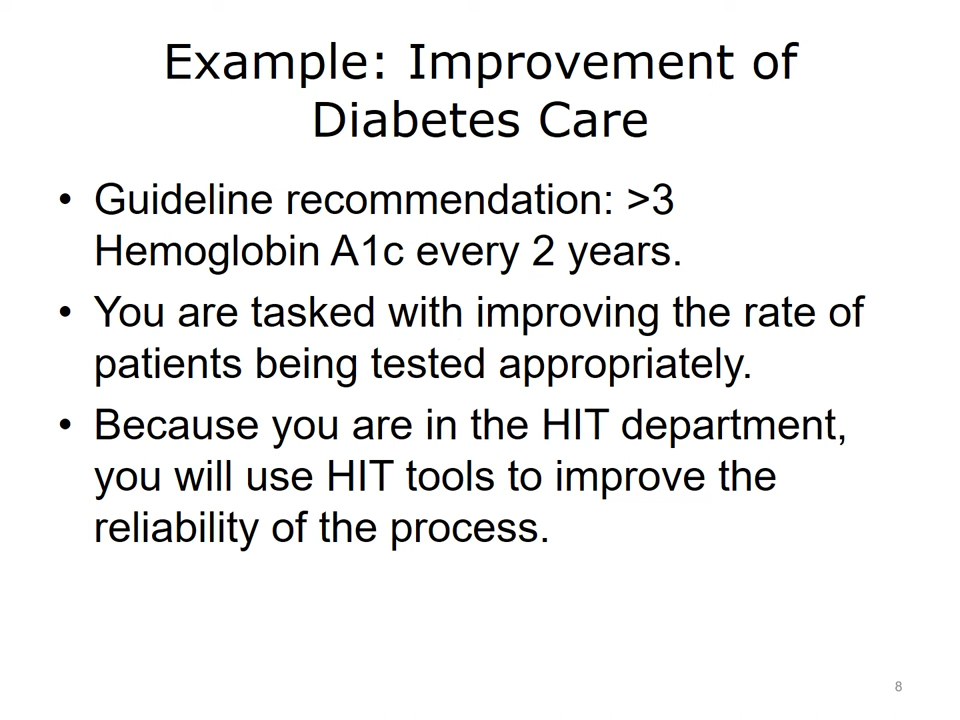 Example: Improvement of
Diabetes Care
• Guideline recommendation: >3
Hemoglobin A1c every 2 years.
• You are tasked with improving the rate of
patients being tested appropriately.
• Because you are in the HIT department,
you will use HIT tools to improve the
reliability of the process.
8